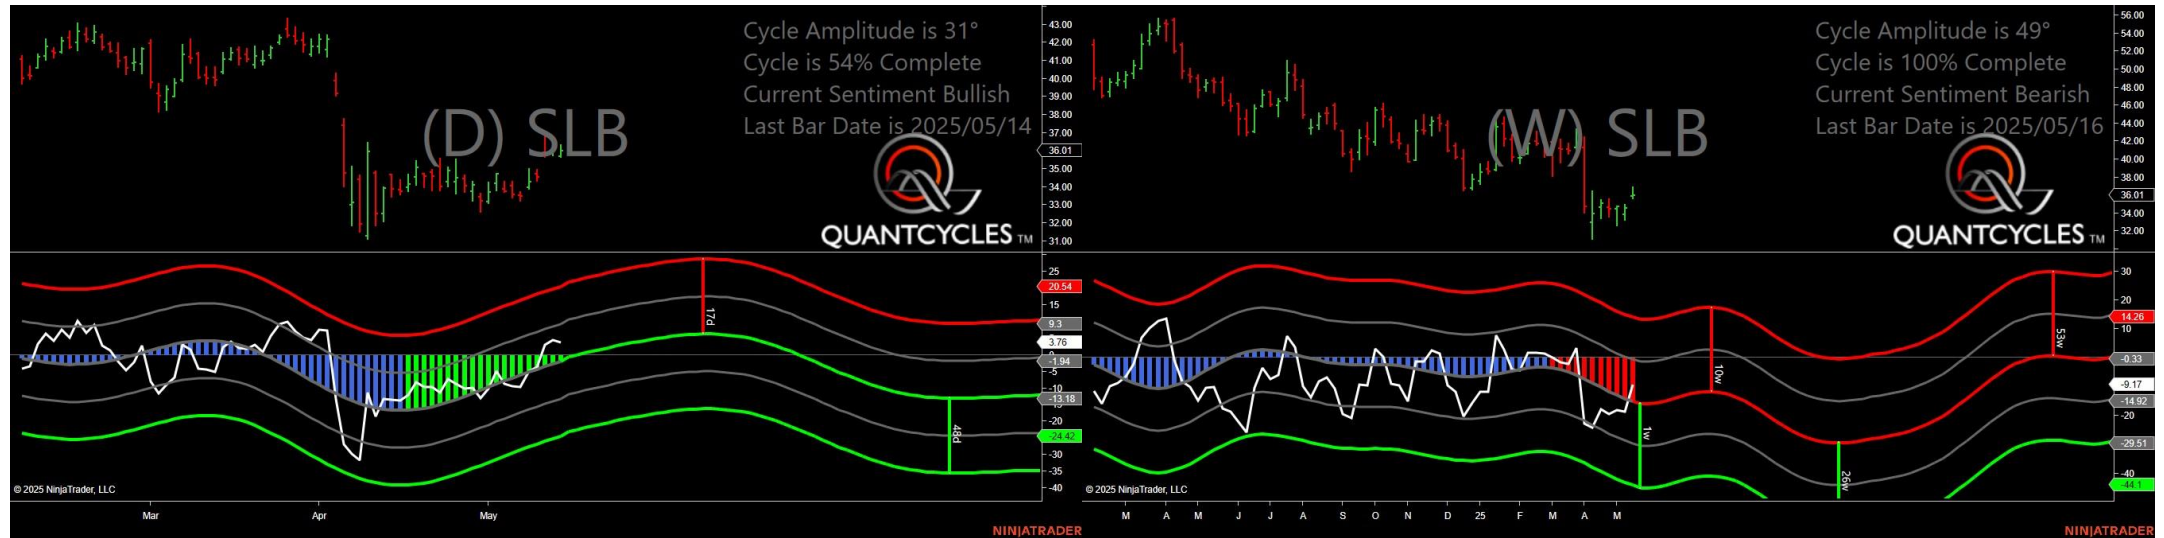 Cycle Amplitude is 31°
Cycle is 54% Complete
Current Sentiment Bullish
Last Bar Date is 2025/05/14
(D) SLB
QUANTCYCLES TM
43.00
42.00
41.00
40.00
39.00
38.00
37.00
36.01
35.00
34.00
33.00
32.00
31.00
25
20.54
15
9.3
3.76
-1.94
-5
-10
-13.18
-24.42
-30
-35
-40
17d
48d
© 2025 NinjaTrader, LLC
Mar
Apr
May
NINJATRADER
Cycle Amplitude is 49°
Cycle is 100% Complete
Current Sentiment Bearish
Last Bar Date is 2025/05/16
(W) SLB
QUANTCYCLES TM
56.00
54.00
52.00
50.00
48.00
46.00
44.00
42.00
40.00
38.00
36.01
34.00
32.00
30
20
14.26
10
-0.33
-9.17
-14.92
-20
-29.51
-40
-44.1
10w
53w
1w
26w
© 2025 NinjaTrader, LLC
M A M J J A S O N D 25 F M A M
NINJATRADER